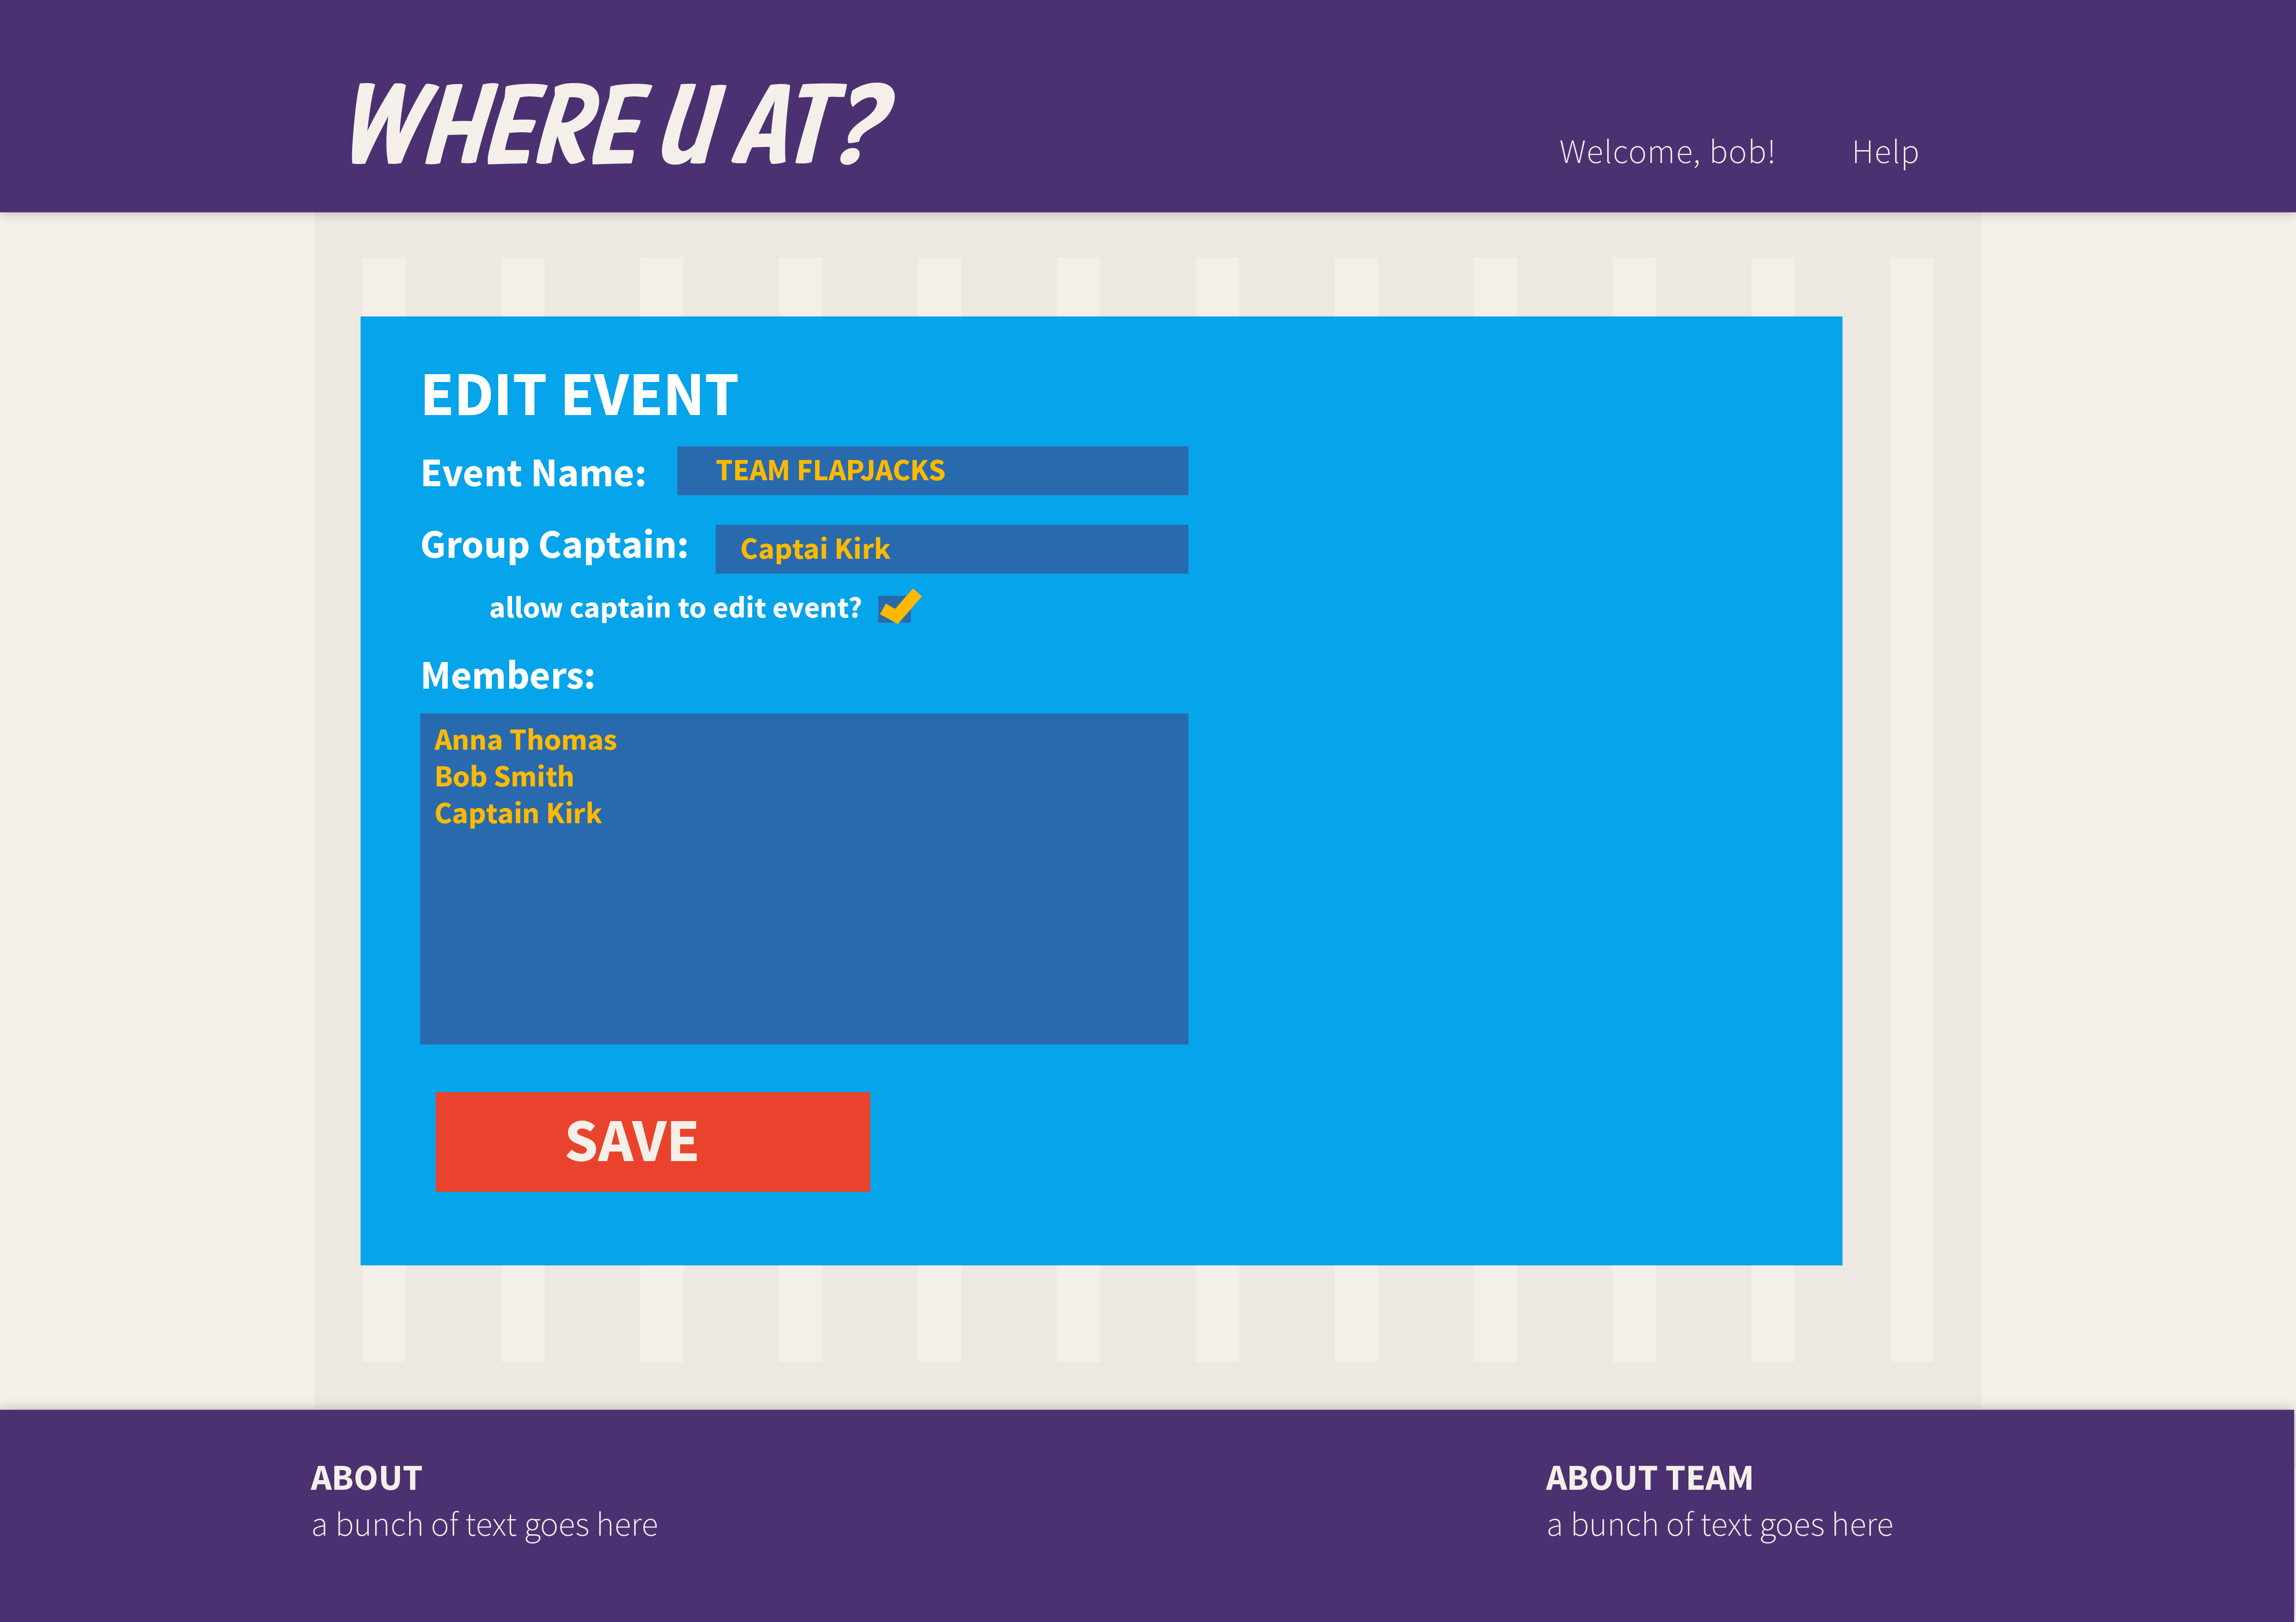 WHERE U AT?
Welcome, bob! Help
EDIT EVENT
Event Name: TEAM FLAPJACKS
Group Captain: Captai Kirk
allow captain to edit event?
Members:
Anna Thomas
Bob Smith
Captain Kirk
SAVE
ABOUT
a bunch of text goes here
ABOUT TEAM
a bunch of text goes here